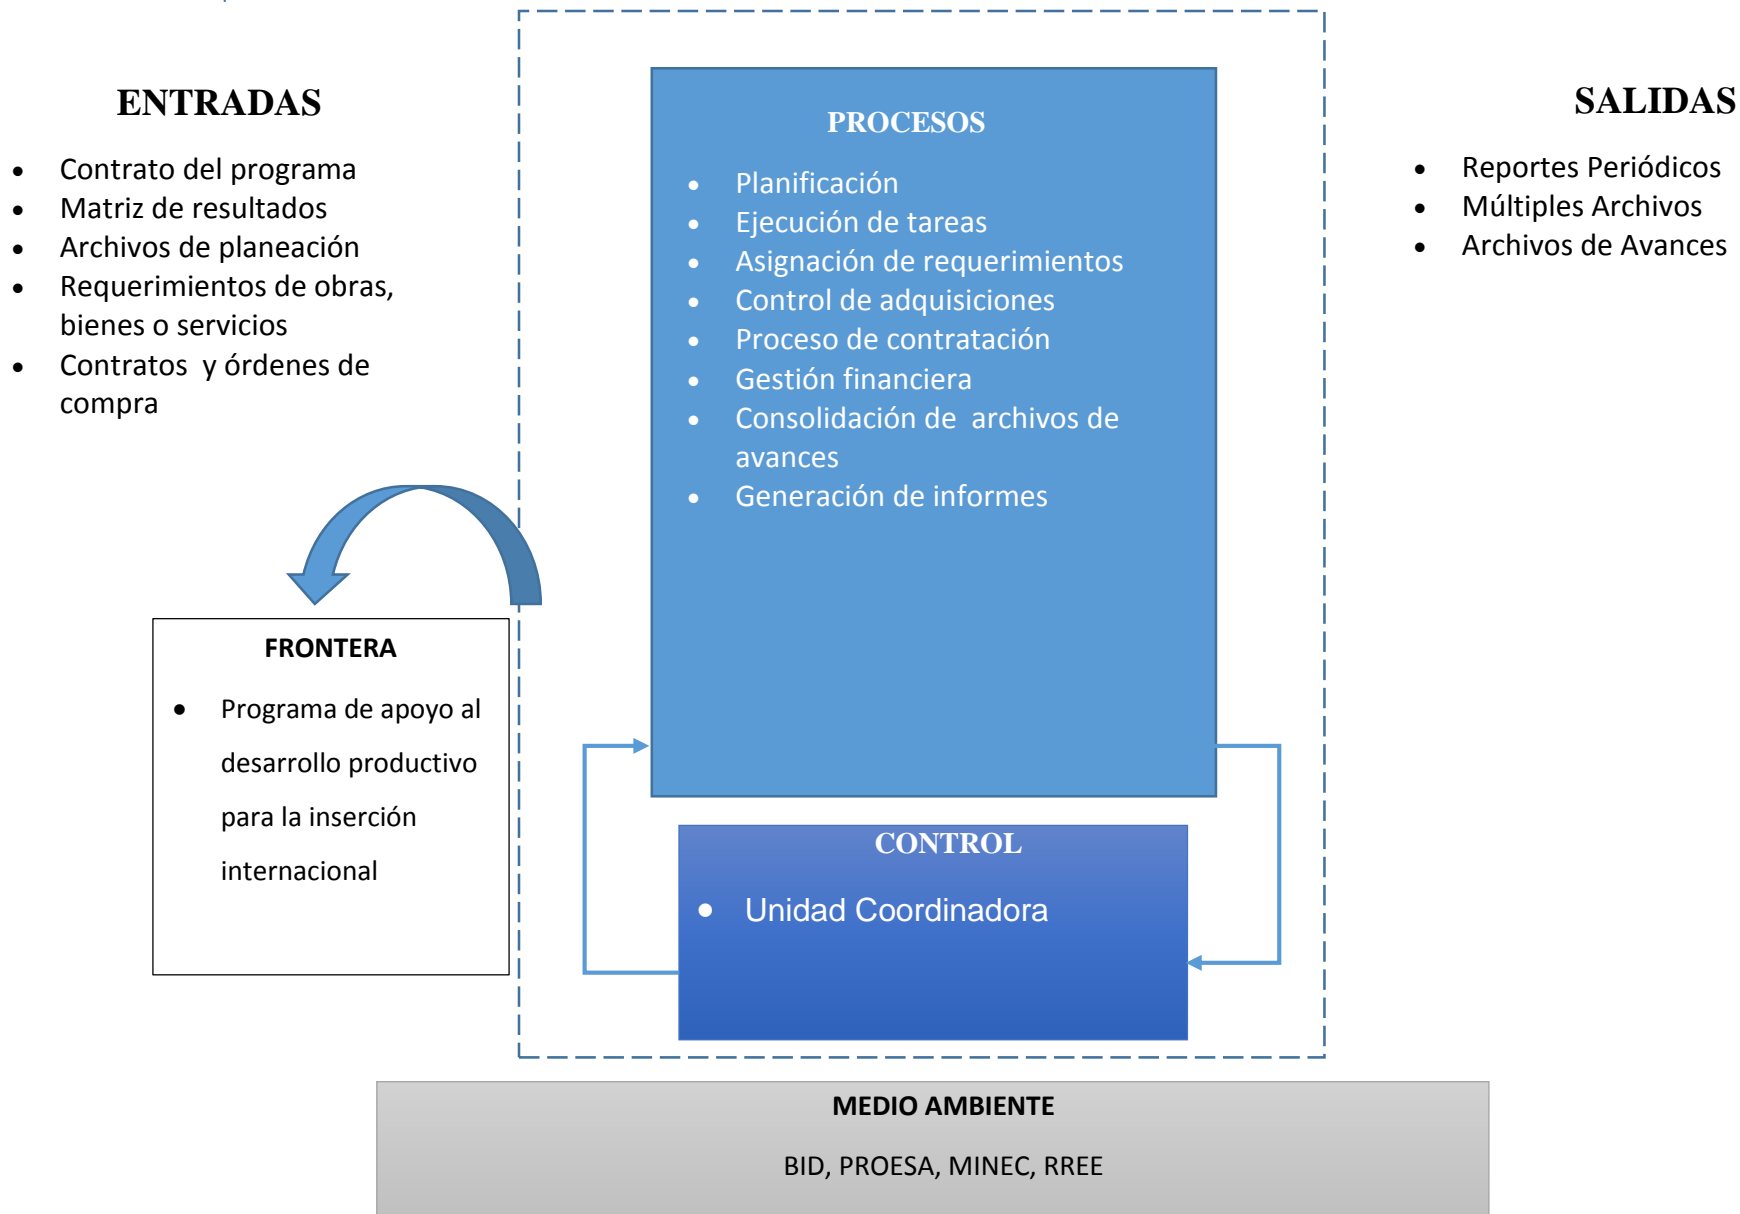 ENTRADAS
• Contrato del programa
• Matriz de resultados
• Archivos de planeación
• Requerimientos de obras,
bienes o servicios
• Contratos  y órdenes de
compra
PROCESOS
• Planificación
• Ejecución de tareas
• Asignación de requerimientos
• Control de adquisiciones
• Proceso de contratación
• Gestión financiera
• Consolidación de  archivos de
avances
• Generación de informes
SALIDAS
• Reportes Periódicos
• Múltiples Archivos
• Archivos de Avances
FRONTERA
• Programa de apoyo al
desarrollo productivo
para la inserción
internacional
CONTROL
• Unidad Coordinadora
MEDIO AMBIENTE
BID, PROESA, MINEC, RREE